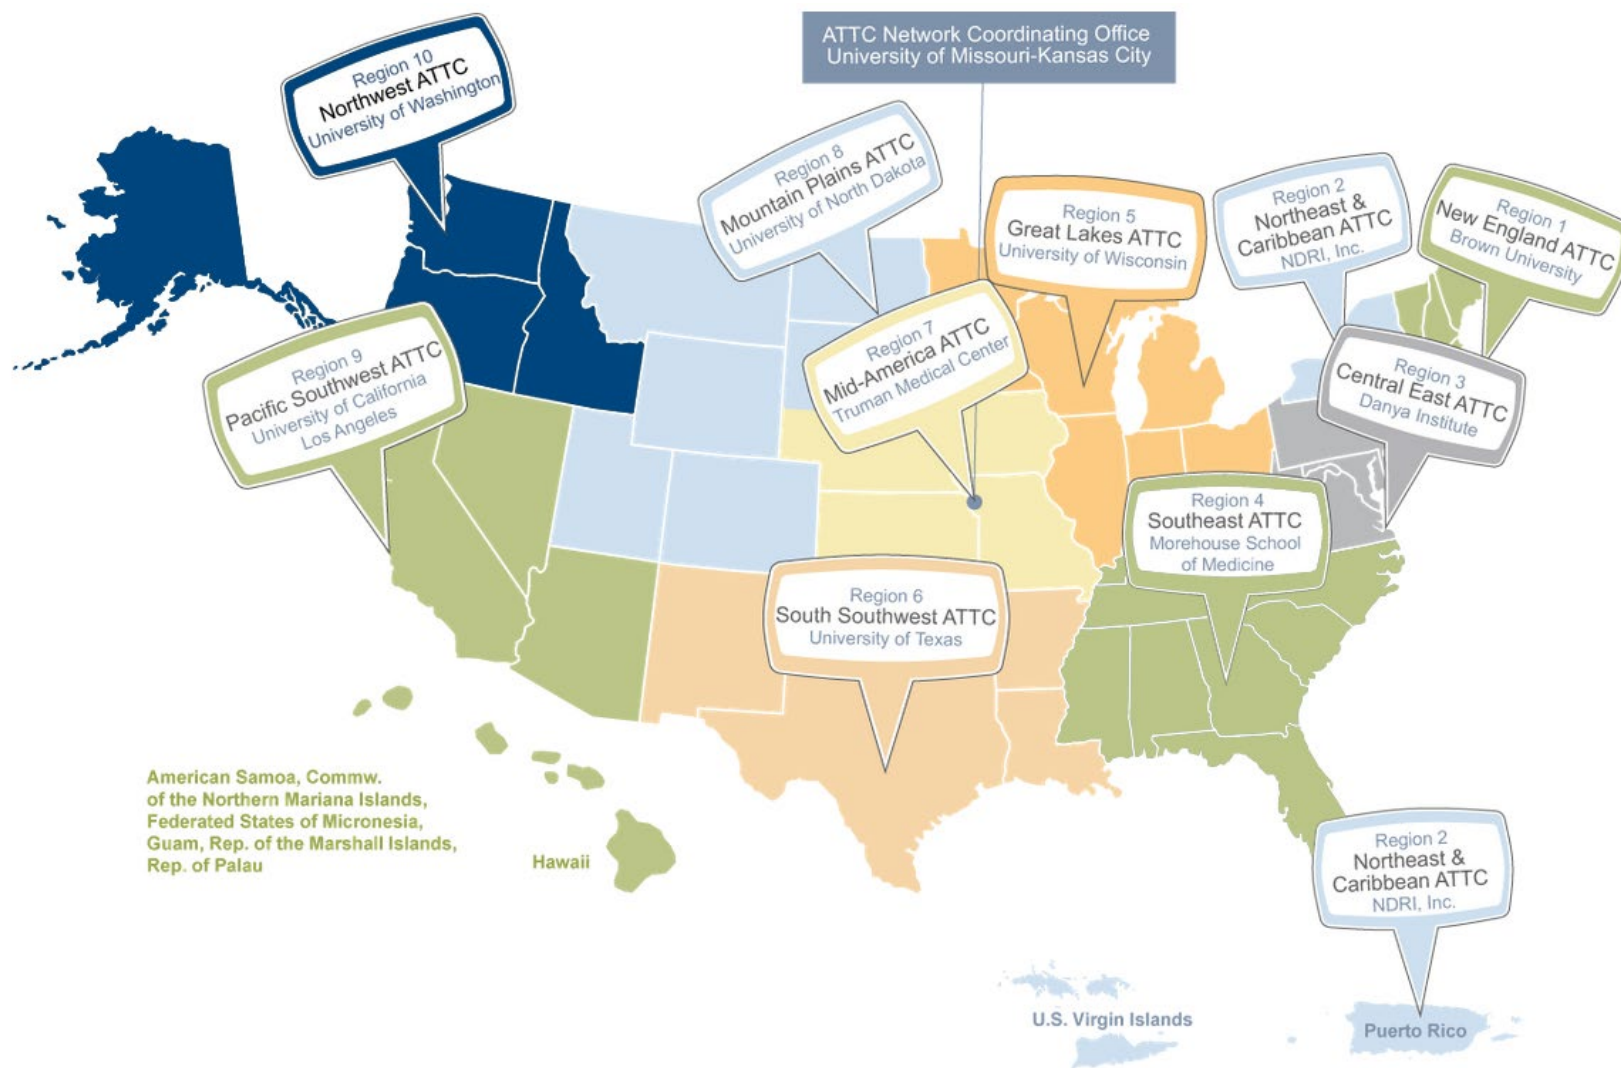 ATTC Network Coordinating Office
University of Missouri-Kansas City
Region 10
Northwest ATTC
University of Washington
Region 8
Mountain Plains ATTC
University of North Dakota
Region 5
Great Lakes ATTC
University of Wisconsin
Region 2
Northeast &
Caribbean ATTC
NDRI, Inc.
Region 1
New England ATTC
Brown University
Region 9
Pacific Southwest ATTC
University of California
Los Angeles
Region 7
Mid-America ATTC
Truman Medical Center
Region 3
Central East ATTC
Danya Institute
Region 4
Southeast ATTC
Morehouse School
of Medicine
Region 6
South Southwest ATTC
University of Texas
American Samoa, Commw.
of the Northern Mariana Islands,
Federated States of Micronesia,
Guam, Rep. of the Marshall Islands,
Rep. of Palau
Hawaii
Region 2
Northeast &
Caribbean ATTC
NDRI, Inc.
U.S. Virgin Islands
Puerto Rico